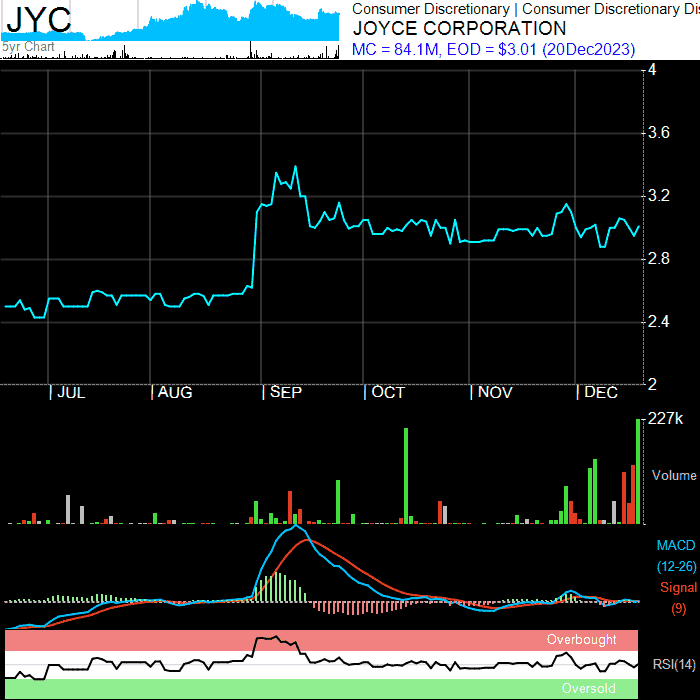 JYC
5yr Chart
Consumer Discretionary | Consumer Discretionary Dis
JOYCE CORPORATION
MC = 84.1M, EOD = $3.01 (20Dec2023)
4
3.6
3.2
2.8
2.4
2
JUL AUG SEP OCT NOV DEC
227k
Volume
MACD
(12-26)
Signal
(9)
Overbought
RSI(14)
Oversold